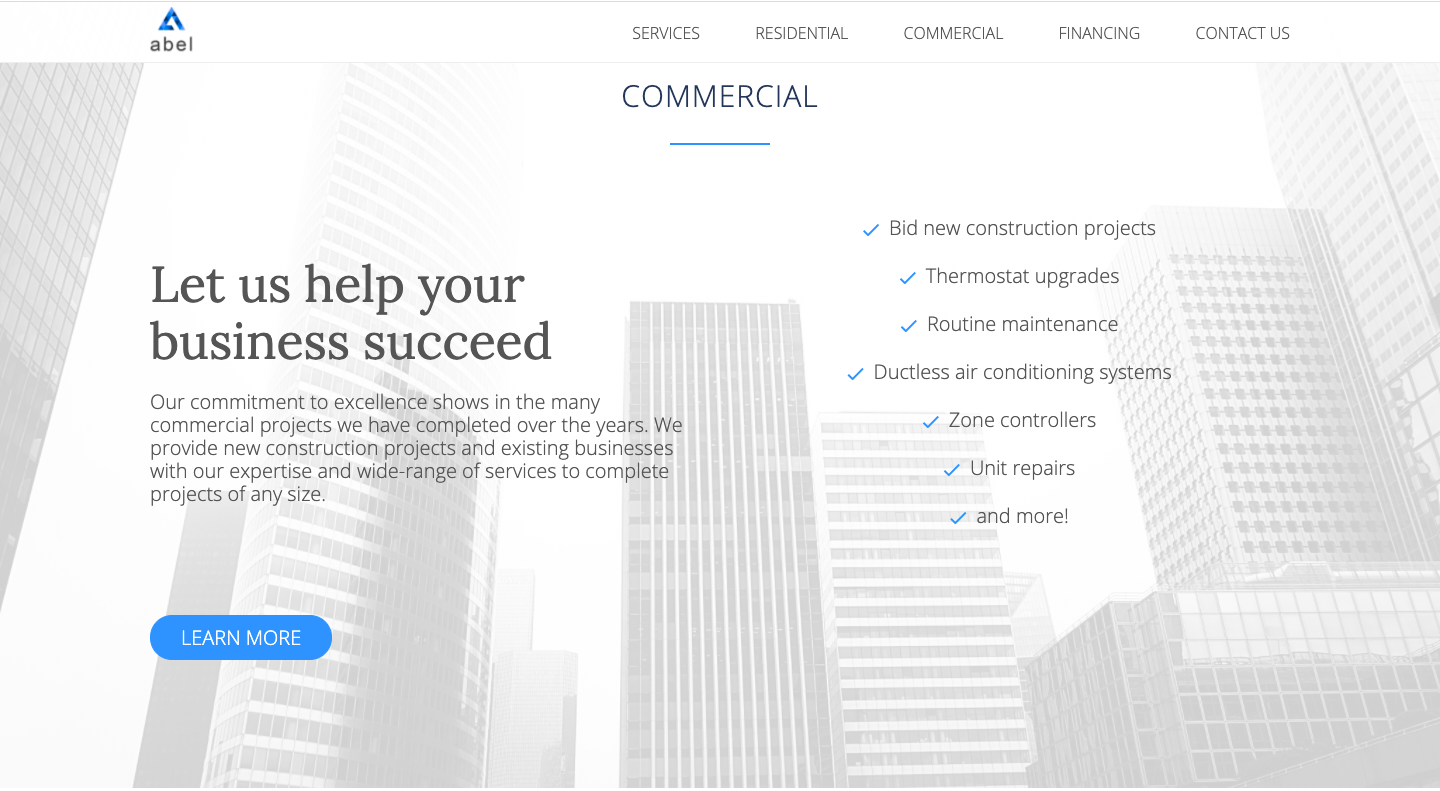 abel
SERVICES
RESIDENTIAL
COMMERCIAL
FINANCING
CONTACT US
COMMERCIAL
Let us help your
business succeed
Our commitment to excellence shows in the many
commercial projects we have completed over the years. We
provide new construction projects and existing businesses
with our expertise and wide-range of services to complete
projects of any size.
LEARN MORE
Bid new construction projects
Thermostat upgrades
Routine maintenance
Ductless air conditioning systems
Zone controllers
Unit repairs
and more!